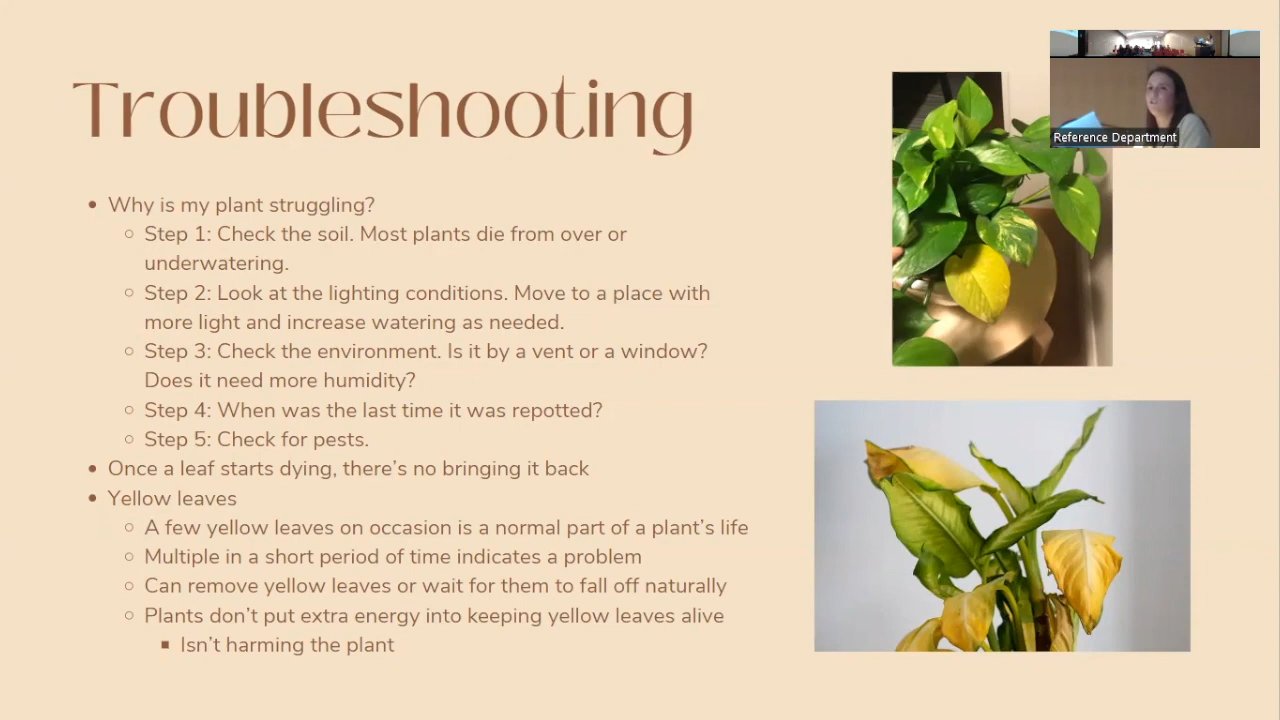 Troubleshooting
Reference Department
Why is my plant struggling?
Step 1: Check the soil. Most plants die from over or
underwatering.
Step 2: Look at the lighting conditions. Move to a place with
more light and increase watering as needed.
Step 3: Check the environment. Is it by a vent or a window?
Does it need more humidity?
Step 4: When was the last time it was repotted?
Step 5: Check for pests.
Once a leaf starts dying, there's no bringing it back
Yellow leaves
A few yellow leaves on occasion is a normal part of a plant's life
Multiple in a short period of time indicates a problem
Can remove yellow leaves or wait for them to fall off naturally
Plants don't put extra energy into keeping yellow leaves alive
Isn't harming the plant